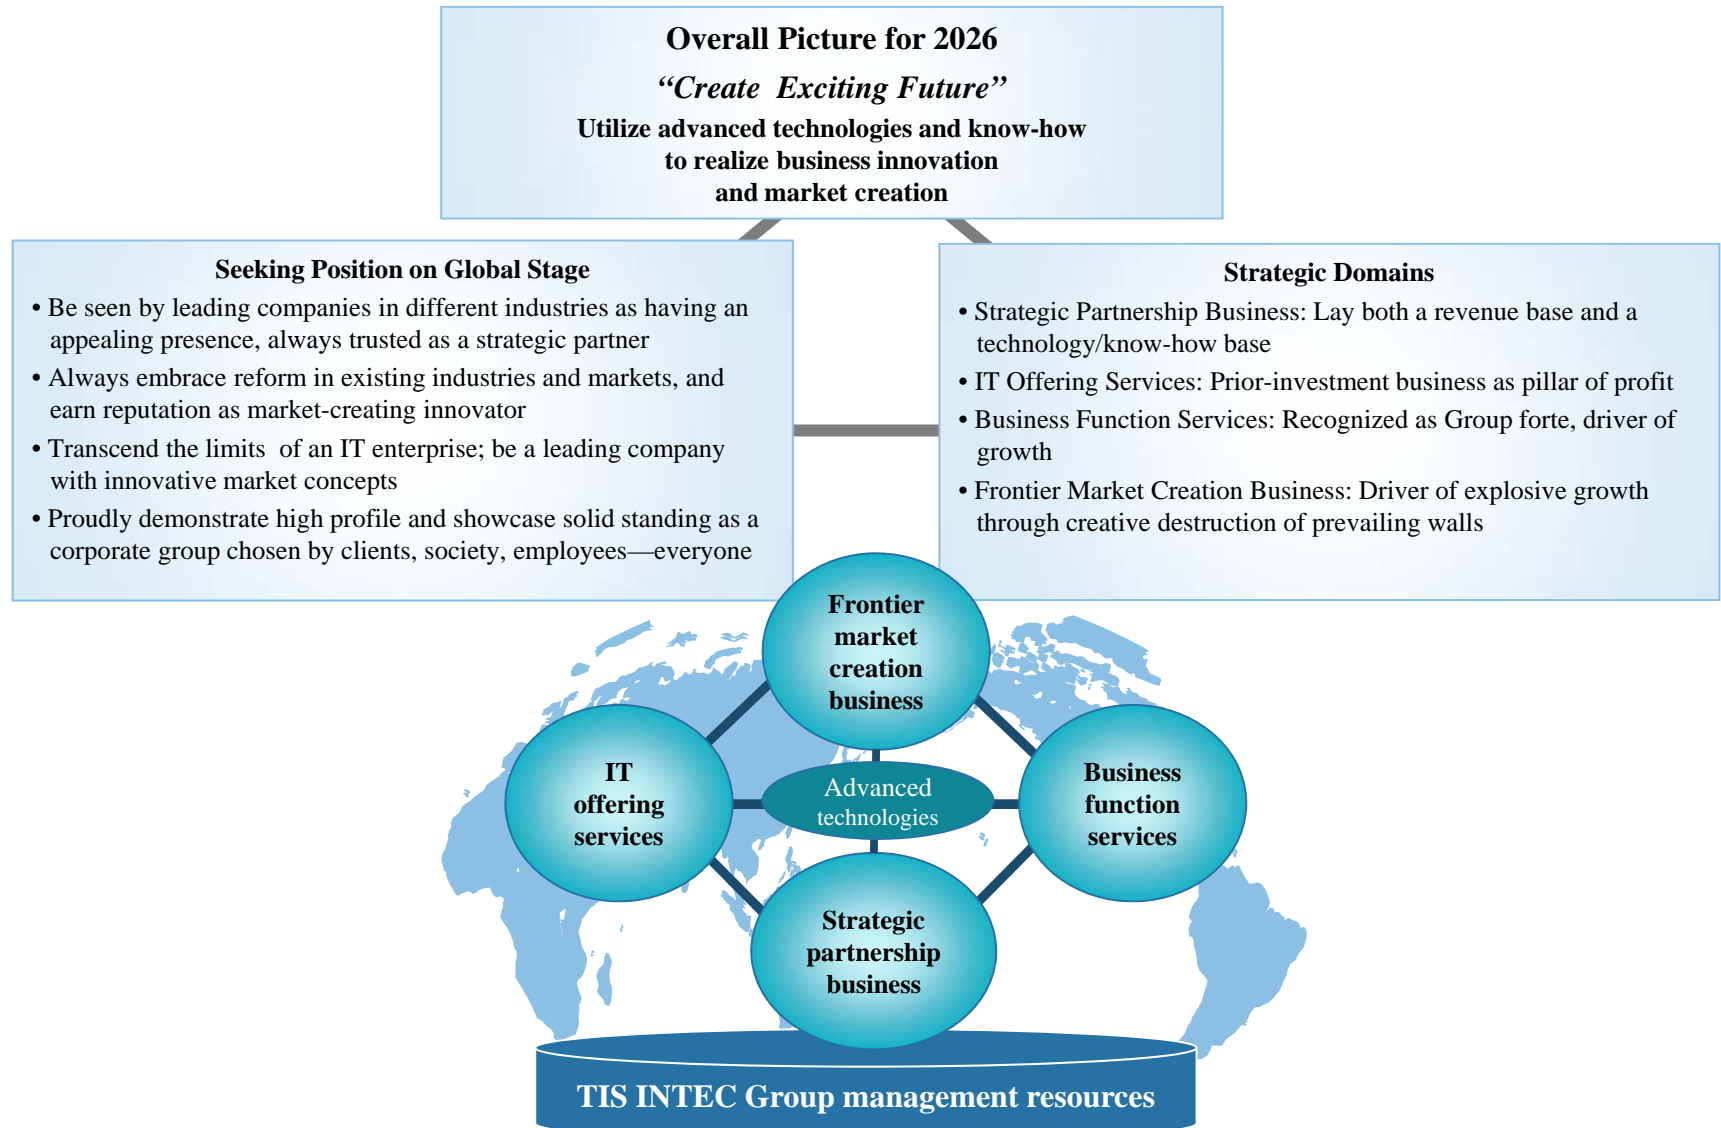 Overall Picture for 2026
“Create Exciting Future”
Utilize advanced technologies and know-how
to realize business innovation
and market creation
Seeking Position on Global Stage
• Be seen by leading companies in different industries as having an
appealing presence, always trusted as a strategic partner
• Always embrace reform in existing industries and markets, and
earn reputation as market-creating innovator
• Transcend the limits of an IT enterprise; be a leading company
with innovative market concepts
• Proudly demonstrate high profile and showcase solid standing as a
corporate group chosen by clients, society, employees—everyone
Strategic Domains
• Strategic Partnership Business: Lay both a revenue base and a
technology/know-how base
• IT Offering Services: Prior-investment business as pillar of profit
• Business Function Services: Recognized as Group forte, driver of
growth
• Frontier Market Creation Business: Driver of explosive growth
through creative destruction of prevailing walls
Frontier
market
creation
business
IT
offering
services
Advanced
technologies
Business
function
services
Strategic
partnership
business
TIS INTEC Group management resources